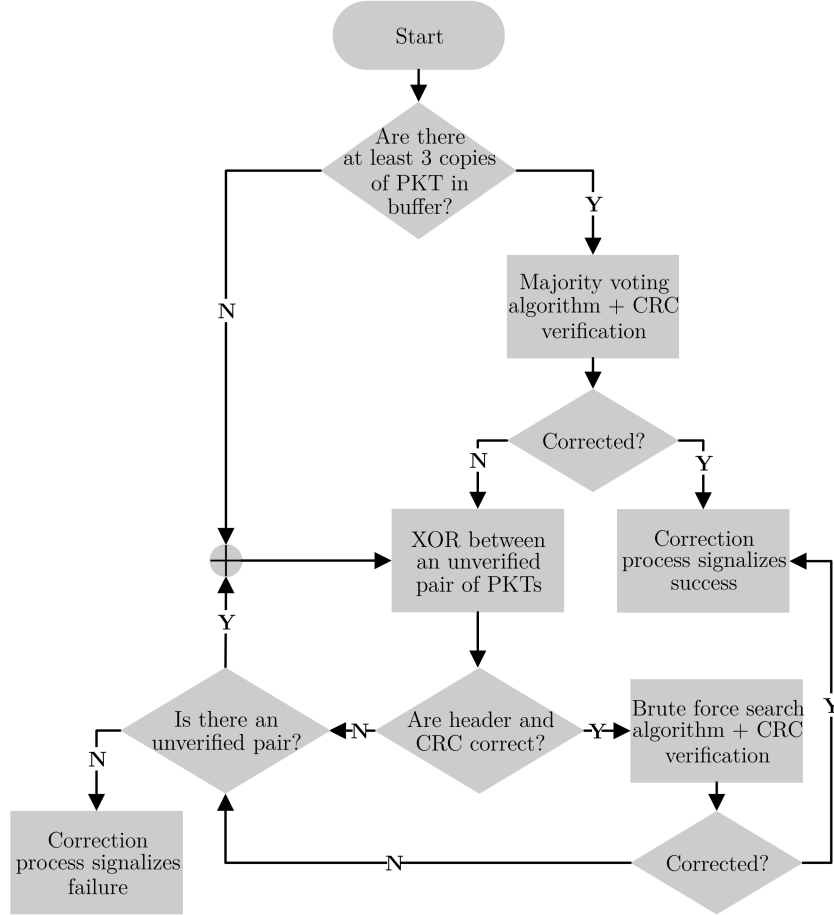 Start
Are there
at least 3 copies
of PKT in
buffer?
Y
Majority voting
algorithm + CRC
verification
N
Corrected?
N
Y
XOR between
an unverified
pair of PKTs
Correction
process signalizes
success
Y
Is there an
unverified pair?
N
Are header and
CRC correct?
Y
Brute force search
algorithm + CRC
verification
Y
N
Correction
process signalizes
failure
N
Corrected?